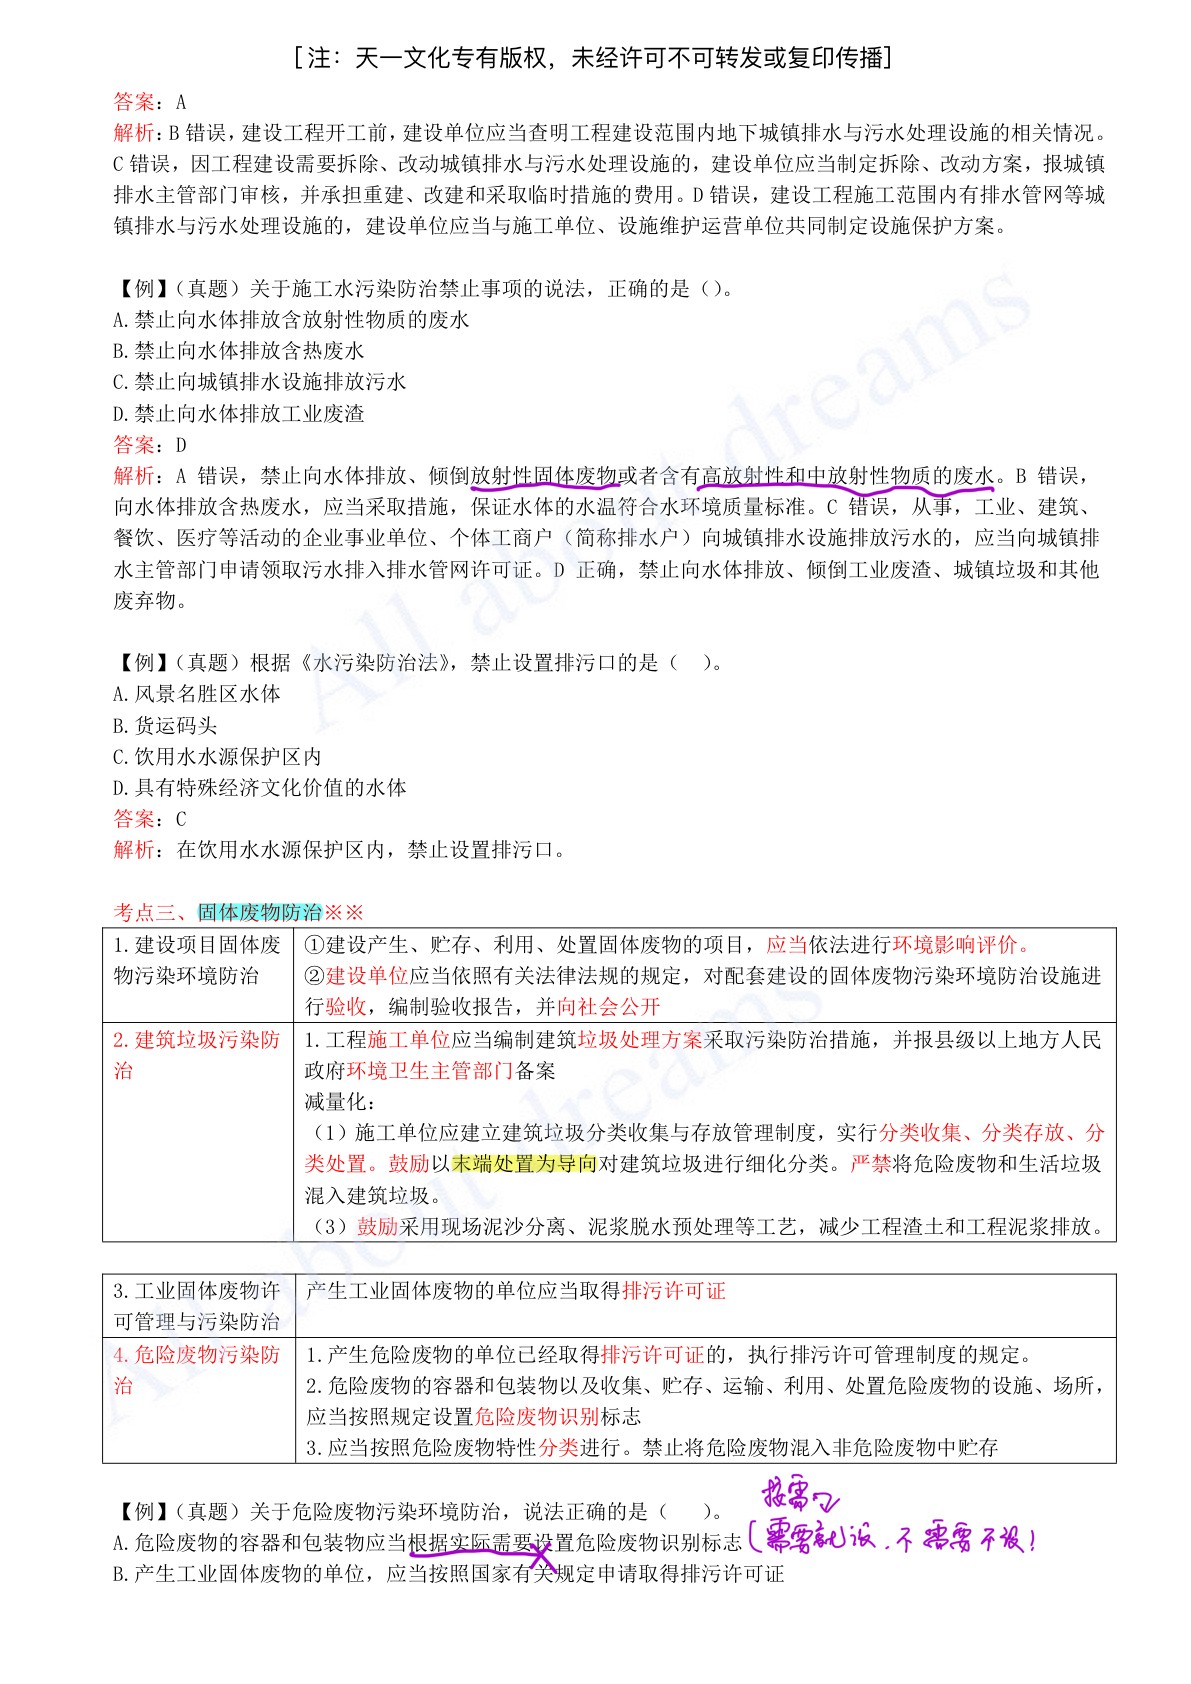 [注：天一文化专有版权，未经许可不可转发或复印传播]
答案：A
解析：B 错误，建设工程开工前，建设单位应当查明工程建设范围内地下城镇排水与污水处理设施的相关情况。
C 错误，因工程建设需要拆除、改动城镇排水与污水处理设施的，建设单位应当制定拆除、改动方案，报城镇
排水主管部门审核，并承担重建、改建和采取临时措施的费用。D 错误，建设工程施工范围内有排水管网等城
镇排水与污水处理设施的，建设单位应当与施工单位、设施维护运营单位共同制定设施保护方案。
【例】（真题）关于施工水污染防治禁止事项的说法，正确的是（）。
A.禁止向水体排放含放射性物质的废水
B.禁止向水体排放含热废水
C.禁止向城镇排水设施排放污水
D.禁止向水体排放工业废渣
答案：D
解析：A 错误，禁止向水体排放、倾倒放射性固体废物或者含有高放射性和中放射性物质的废水。B 错误，
向水体排放含热废水，应当采取措施，保证水体的水温符合水环境质量标准。C 错误，从事，工业、建筑、
餐饮、医疗等活动的企业事业单位、个体工商户（简称排水户）向城镇排水设施排放污水的，应当向城镇排
水主管部门申请领取污水排入排水管网许可证。D 正确，禁止向水体排放、倾倒工业废渣、城镇垃圾和其他
废弃物。
【例】（真题）根据《水污染防治法》，禁止设置排污口的是（ ）。
A.风景名胜区水体
B.货运码头
C.饮用水水源保护区内
D.具有特殊经济文化价值的水体
答案：C
解析：在饮用水水源保护区内，禁止设置排污口。
考点三、固体废物防治※※
1.建设项目固体废
物污染环境防治
①建设产生、贮存、利用、处置固体废物的项目，应当依法进行环境影响评价。
②建设单位应当依照有关法律法规的规定，对配套建设的固体废物污染环境防治设施进
行验收，编制验收报告，并向社会公开
2.建筑垃圾污染防
治
1.工程施工单位应当编制建筑垃圾处理方案采取污染防治措施，并报县级以上地方人民
政府环境卫生主管部门备案
减量化：
（1）施工单位应建立建筑垃圾分类收集与存放管理制度，实行分类收集、分类存放、分
类处置。鼓励以末端处置为导向对建筑垃圾进行细化分类。严禁将危险废物和生活垃圾
混入建筑垃圾。
（3）鼓励采用现场泥沙分离、泥浆脱水预处理等工艺，减少工程渣土和工程泥浆排放。
3.工业固体废物许
可管理与污染防治
产生工业固体废物的单位应当取得排污许可证
4.危险废物污染防
治
1.产生危险废物的单位已经取得排污许可证的，执行排污许可管理制度的规定。
2.危险废物的容器和包装物以及收集、贮存、运输、利用、处置危险废物的设施、场所，
应当按照规定设置危险废物识别标志
3.应当按照危险废物特性分类进行。禁止将危险废物混入非危险废物中贮存
按需
【例】（真题）关于危险废物污染环境防治，说法正确的是（ ）。
A.危险废物的容器和包装物应当根据实际需要设置危险废物识别标志（需要就设，不需要不设！
B.产生工业固体废物的单位，应当按照国家有关规定申请取得排污许可证
All about dreams
All about dreams